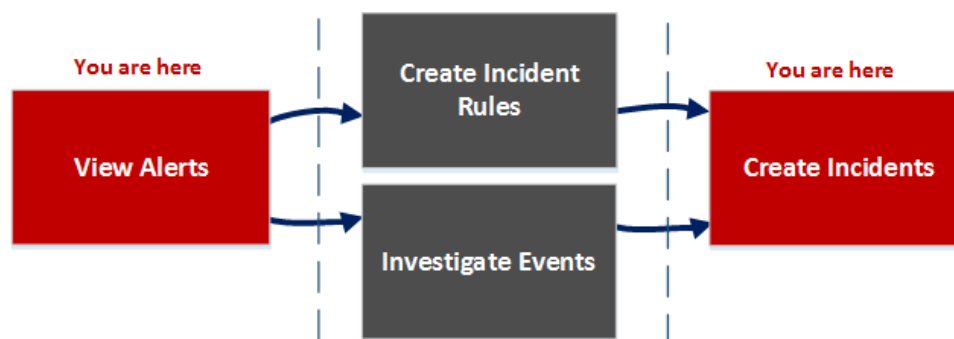 You are here
View Alerts
Create Incident
Rules
Investigate Events
You are here
Create Incidents